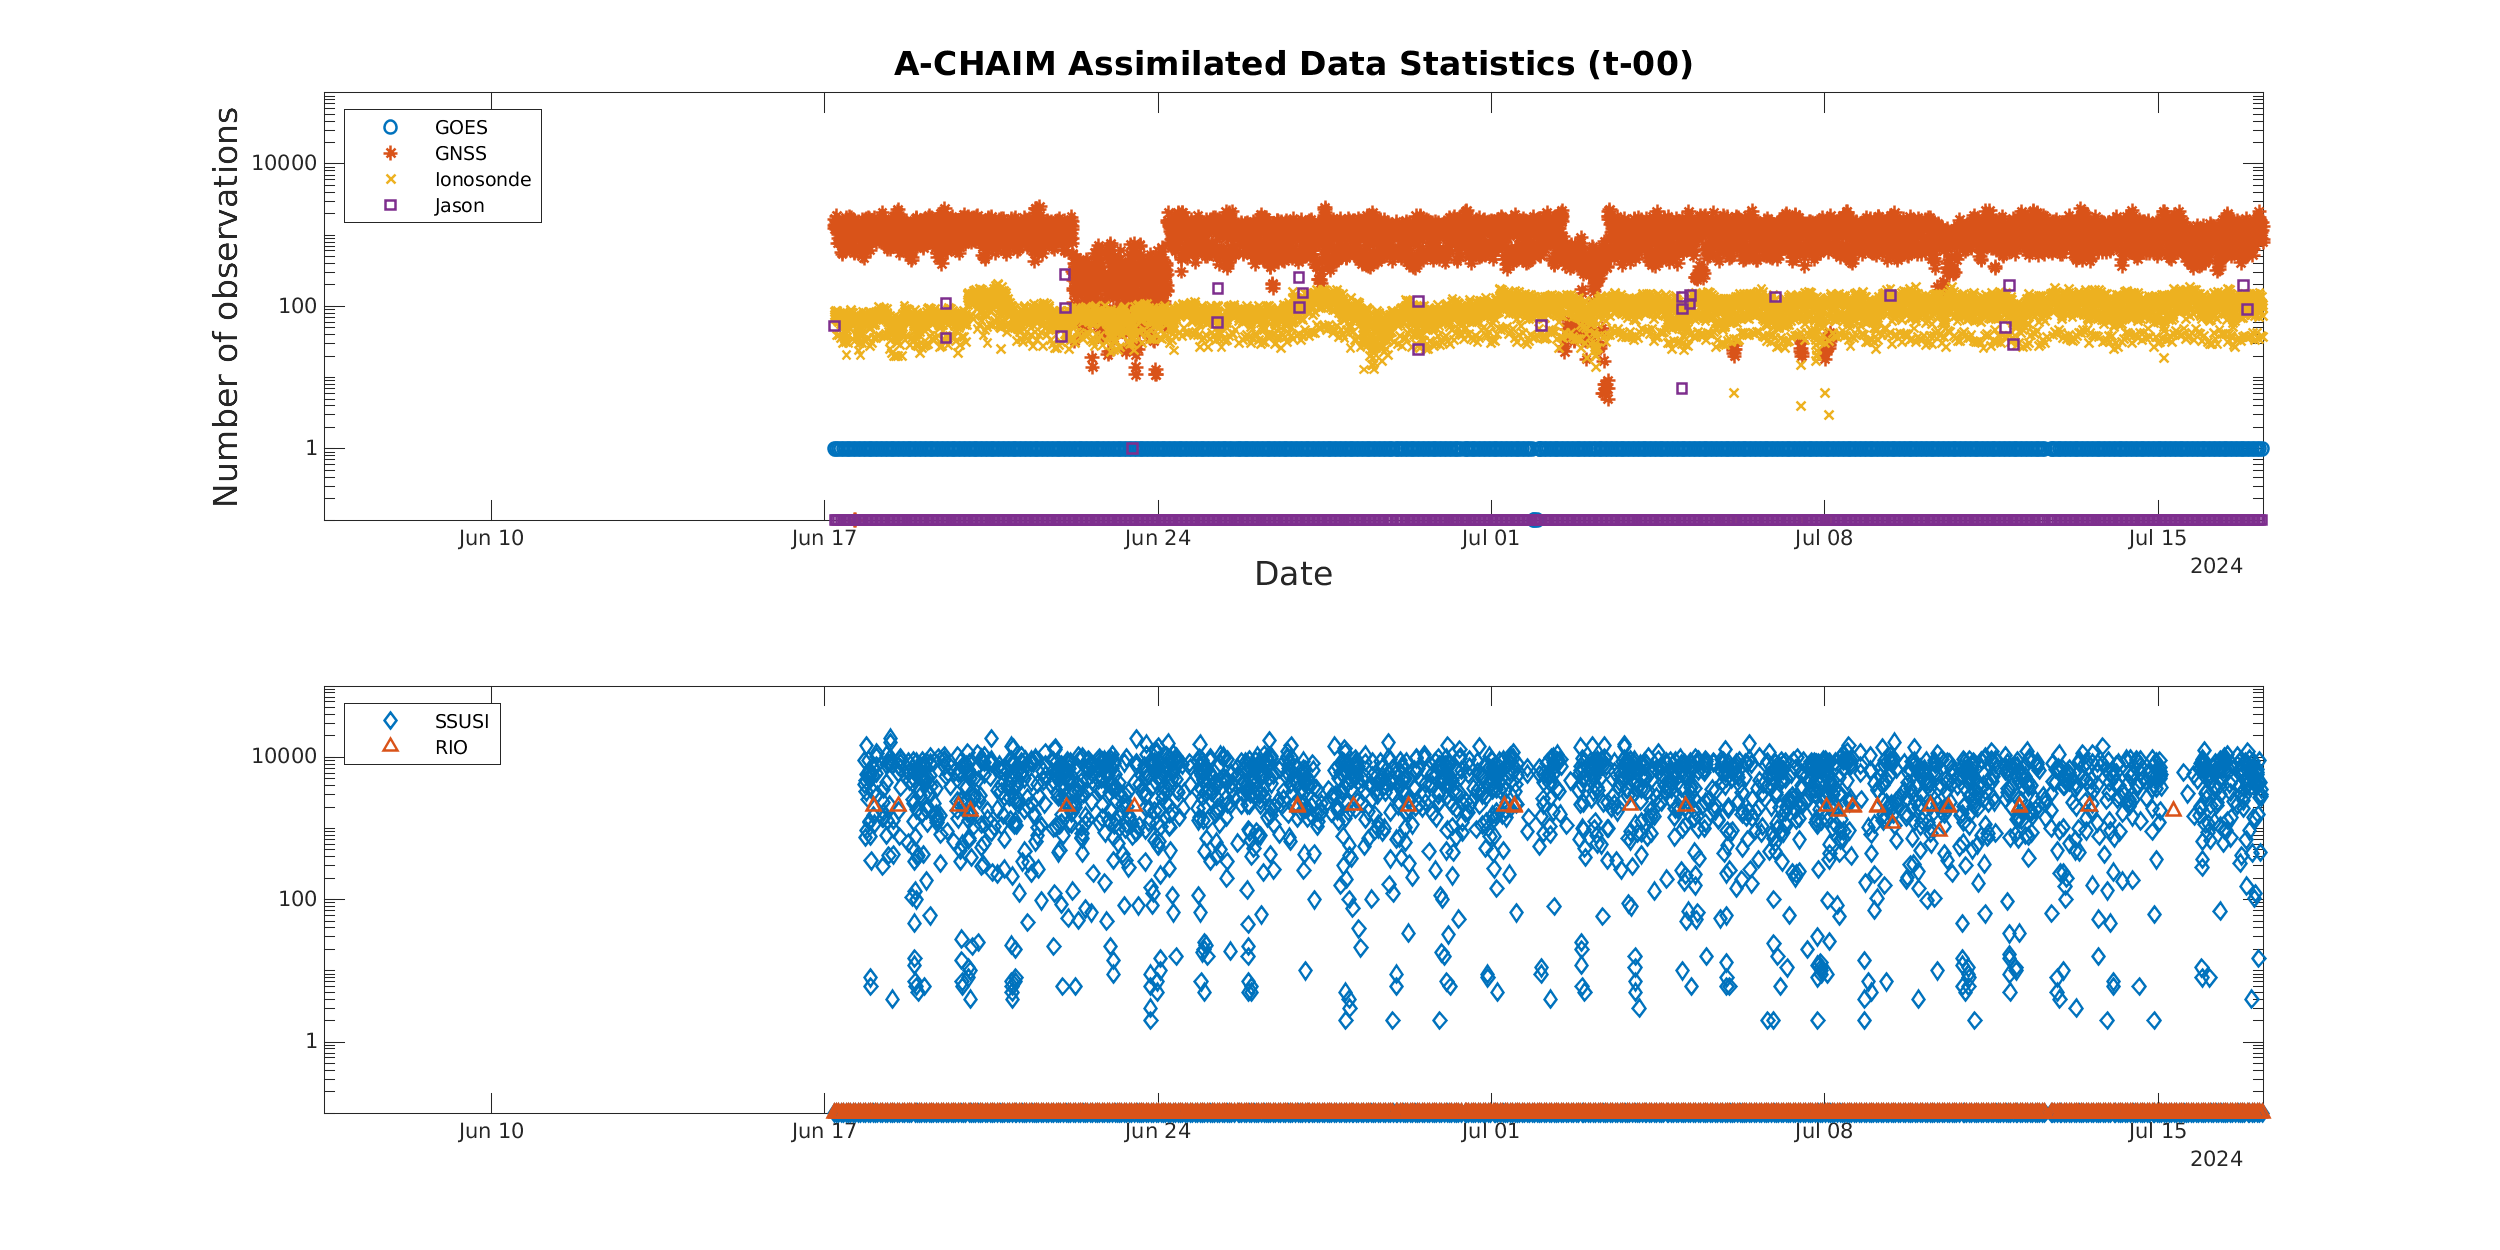 A-CHAIM Assimilated Data Statistics (t-00)
Number of observations
10000
100
1
GOES
GNSS
Ionosonde
Jason
Jun 10
Jun 17
Jun 24
Jul 01
Jul 08
Jul 15
2024
Date
10000
100
1
SSUSI
RIO
Jun 10
Jun 17
Jun 24
Jul 01
Jul 08
Jul 15
2024